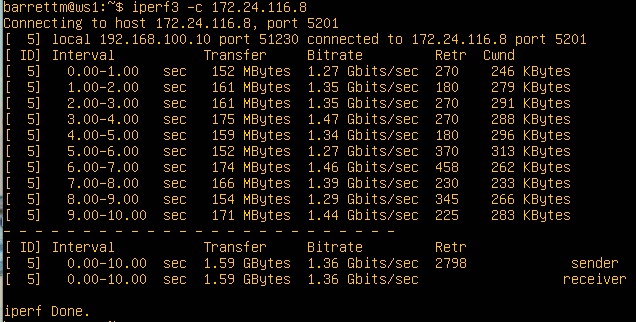 barrettm@ws1:~$ iperf3 -c 172.24.116.8
Connecting to host 172.24.116.8, port 5201
[  5] local 192.168.100.10 port 51230 connected to 172.24.116.8 port 5201
[ ID] Interval           Transfer     Bitrate         Retr  Cwnd
[  5]   0.00-1.00   sec   152 MBytes  1.27 Gbits/sec  270    246 KBytes
[  5]   1.00-2.00   sec   161 MBytes  1.35 Gbits/sec  180    279 KBytes
[  5]   2.00-3.00   sec   161 MBytes  1.35 Gbits/sec  270    291 KBytes
[  5]   3.00-4.00   sec   175 MBytes  1.47 Gbits/sec  270    288 KBytes
[  5]   4.00-5.00   sec   159 MBytes  1.34 Gbits/sec  180    296 KBytes
[  5]   5.00-6.00   sec   152 MBytes  1.27 Gbits/sec  370    313 KBytes
[  5]   6.00-7.00   sec   174 MBytes  1.46 Gbits/sec  458    262 KBytes
[  5]   7.00-8.00   sec   166 MBytes  1.39 Gbits/sec  230    233 KBytes
[  5]   8.00-9.00   sec   154 MBytes  1.29 Gbits/sec  345    266 KBytes
[  5]   9.00-10.00  sec   171 MBytes  1.44 Gbits/sec  225    283 KBytes
- - - - - - - - - - - - - - - - - - - - - - - - -
[ ID] Interval           Transfer     Bitrate         Retr
[  5]   0.00-10.00  sec  1.59 GBytes  1.36 Gbits/sec  2798             sender
[  5]   0.00-10.00  sec  1.59 GBytes  1.36 Gbits/sec                  receiver
iperf Done.